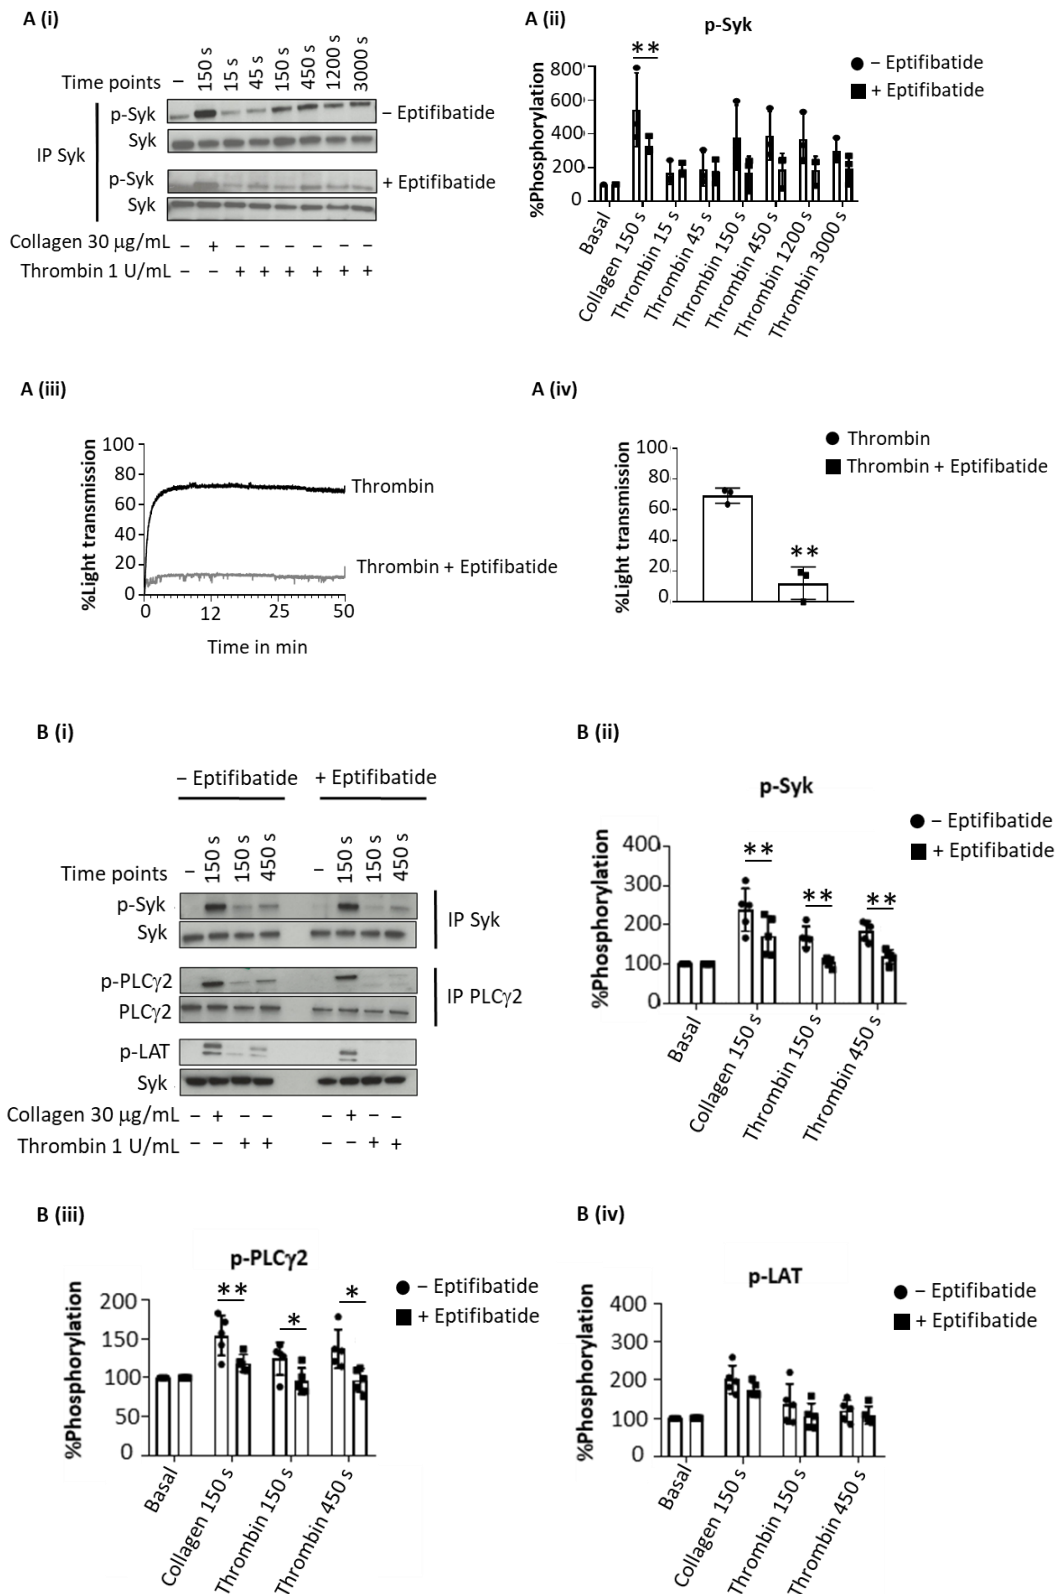 A (i)
Time points – 150 s 15 s 45 s 150 s 450 s 1200 s 3000 s
IP Syk
p-Syk – Eptifibatide
Syk
p-Syk + Eptifibatide
Syk
Collagen 30 µg/mL – + – – – – – –
Thrombin 1 U/mL – – + + + + + +
A (ii)
p-Syk
– Eptifibatide
+ Eptifibatide
%Phosphorylation
800
600
400
200
0
**
Basal
Collagen 150 s
Thrombin 15 s
Thrombin 45 s
Thrombin 150 s
Thrombin 450 s
Thrombin 1200 s
Thrombin 3000 s
A (iii)
%Light transmission
100
80
60
40
20
0
Thrombin
Thrombin + Eptifibatide
0 12 25 50
Time in min
A (iv)
Thrombin
Thrombin + Eptifibatide
%Light transmission
100
80
60
40
20
0
**
B (i)
– Eptifibatide + Eptifibatide
Time points – 150 s 150 s 450 s – 150 s 150 s 450 s
p-Syk
Syk
IP Syk
p-PLCγ2
PLCγ2
IP PLCγ2
p-LAT
Syk
Collagen 30 µg/mL – + – – – + – –
Thrombin 1 U/mL – – + + – – + +
B (ii)
p-Syk
– Eptifibatide
+ Eptifibatide
%Phosphorylation
400
300
200
100
0
** ** **
Basal
Collagen 150 s
Thrombin 150 s
Thrombin 450 s
B (iii)
p-PLCγ2
– Eptifibatide
+ Eptifibatide
%Phosphorylation
200
150
100
50
0
** * *
Basal
Collagen 150 s
Thrombin 150 s
Thrombin 450 s
B (iv)
p-LAT
– Eptifibatide
+ Eptifibatide
%Phosphorylation
400
300
200
100
0
Basal
Collagen 150 s
Thrombin 150 s
Thrombin 450 s